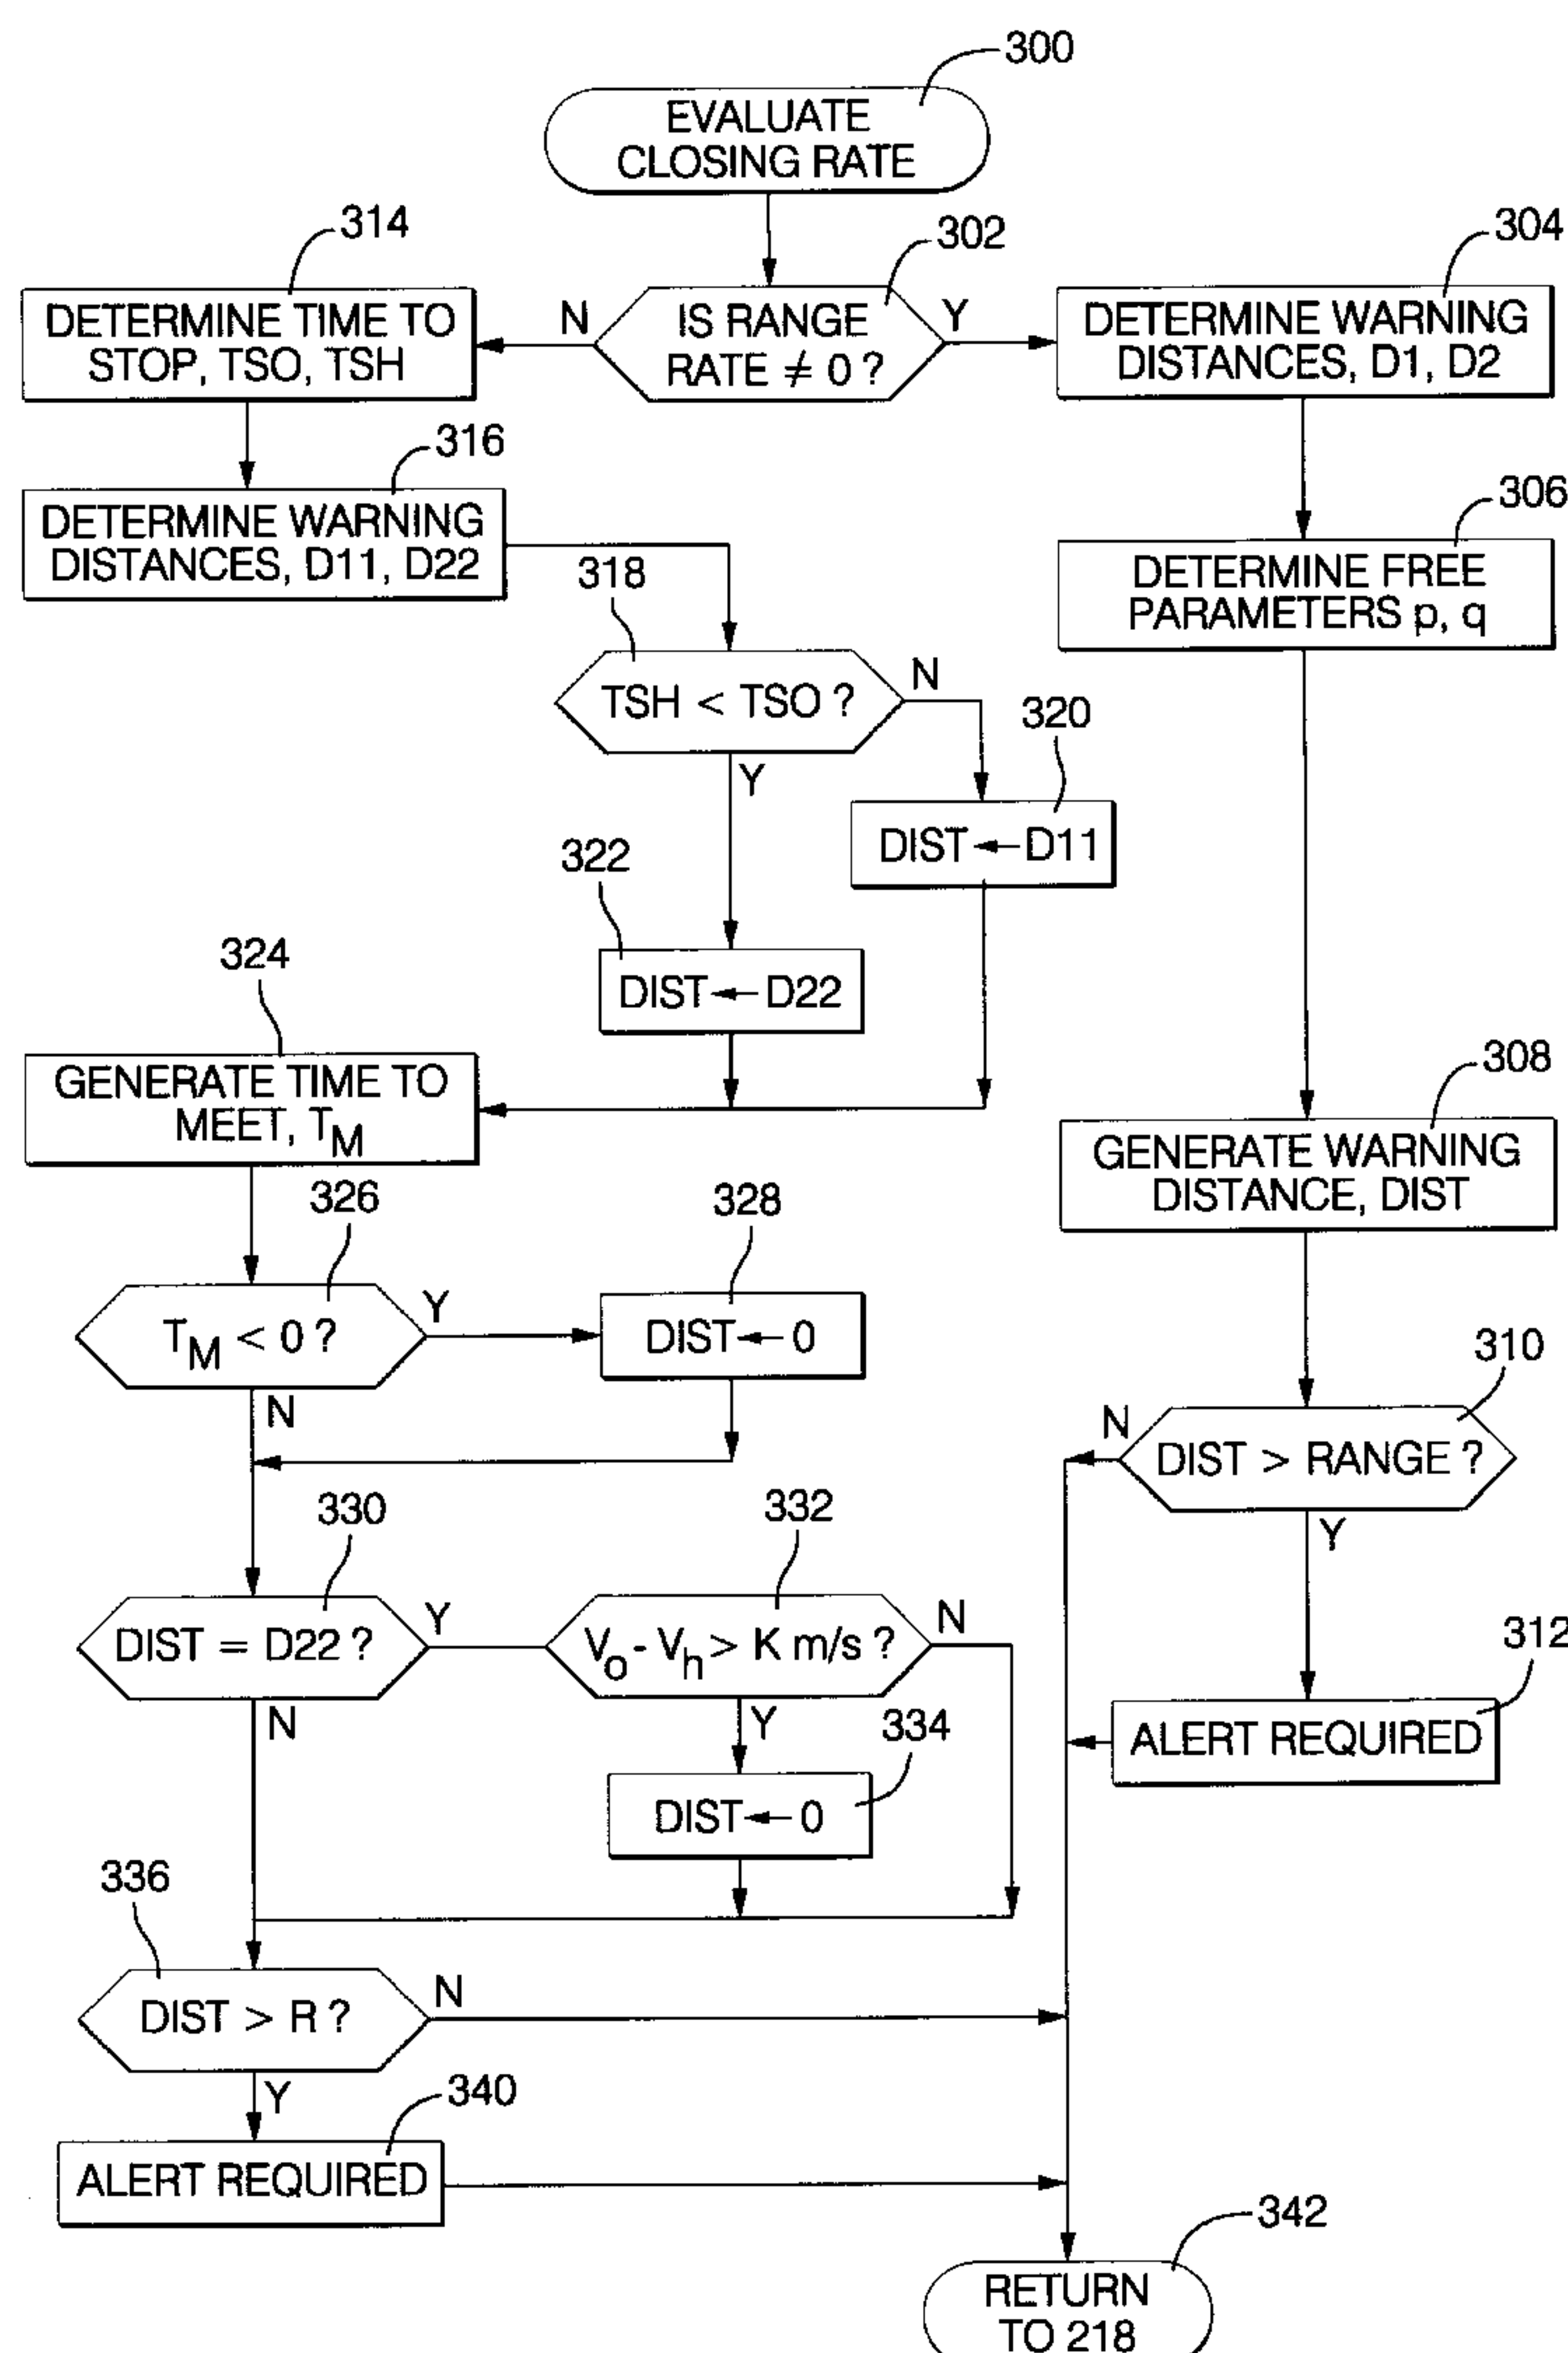 300
EVALUATE
CLOSING RATE
314
302
304
DETERMINE TIME TO
STOP, TSO, TSH
N
IS RANGE
RATE ≠ 0 ?
Y
DETERMINE WARNING
DISTANCES, D1, D2
316
DETERMINE WARNING
DISTANCES, D11, D22
306
DETERMINE FREE
PARAMETERS p, q
318
TSH < TSO ?
N
Y
320
DIST ← D11
322
DIST ← D22
324
GENERATE TIME TO
MEET, TM
308
GENERATE WARNING
DISTANCE, DIST
326
TM < 0 ?
Y
N
328
DIST ← 0
310
N
DIST > RANGE ?
Y
330
DIST = D22 ?
Y
N
332
Vo - Vh > K m/s ?
N
Y
312
ALERT REQUIRED
334
DIST ← 0
336
DIST > R ?
N
Y
340
ALERT REQUIRED
342
RETURN
TO 218